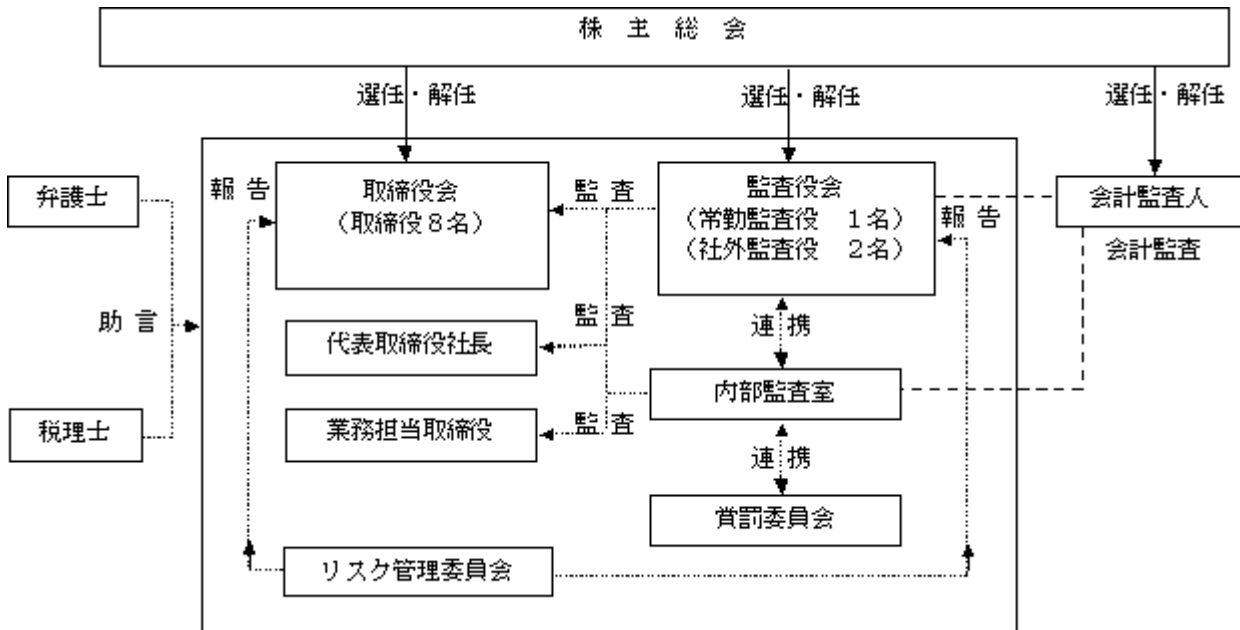 株 主 総 会
選任・解任
選任・解任
選任・解任
弁護士
報 告
取締役会
（取締役８名）
監 査
監査役会
（常勤監査役 １名）
（社外監査役 ２名）
報 告
会計監査人
会計監査
助 言
監 査
代表取締役社長
連 携
内部監査室
税理士
業務担当取締役
監 査
連 携
賞罰委員会
リスク管理委員会